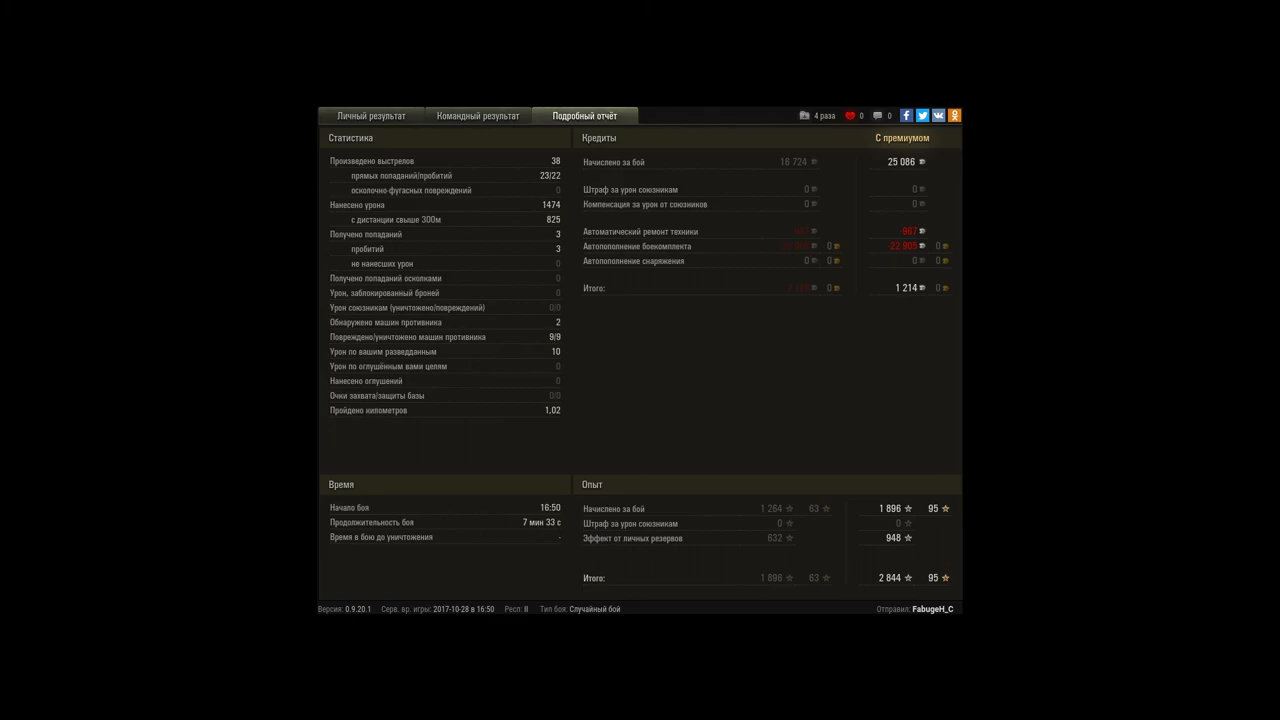 Личный результат Командный результат Подробный отчёт 4 раза 0 0
Статистика
Произведено выстрелов 38
прямых попаданий/пробитий 23/22
осколочно-фугасных повреждений 0
Нанесено урона 1474
с дистанции свыше 300м 825
Получено попаданий 3
пробитий 3
не нанесших урон 0
Получено попаданий осколками 0
Урон, заблокированный броней 0
Урон союзникам (уничтожено/повреждений) 0/0
Обнаружено машин противника 2
Повреждено/уничтожено машин противника 9/9
Урон по вашим разведданным 10
Урон по оглушённым вами целям 0
Нанесено оглушений 0
Очки захвата/защиты базы 0/0
Пройдено километров 1,02
Кредиты С премиумом
Начислено за бой 16 724 25 086
Штраф за урон союзникам 0 0
Компенсация за урон от союзников 0 0
Автоматический ремонт техники -967
Автопополнение боекомплекта 0 -22 905 0
Автопополнение снаряжения 0 0 0 0
Итого: 0 1 214 0
Время
Начало боя 16:50
Продолжительность боя 7 мин 33 с
Время в бою до уничтожения -
Опыт
Начислено за бой 1 264 63 1 896 95
Штраф за урон союзникам 0 0
Эффект от личных резервов 632 948
Итого: 1 896 63 2 844 95
Версия: 0.9.20.1 Серв. вр. игры: 2017-10-28 в 16:50 Респ: II Тип боя: Случайный бой Отправил: FabugeH_C